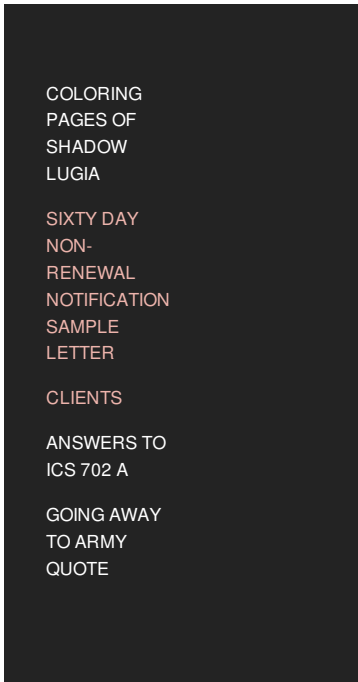 COLORING
PAGES OF
SHADOW
LUGIA
SIXTY DAY
NON-
RENEWAL
NOTIFICATION
SAMPLE
LETTER
CLIENTS
ANSWERS TO
ICS 702 A
GOING AWAY
TO ARMY
QUOTE